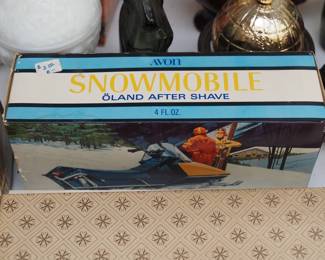 AVON
SNOWMOBILE
ÖLAND AFTER SHAVE
4 FL. OZ.